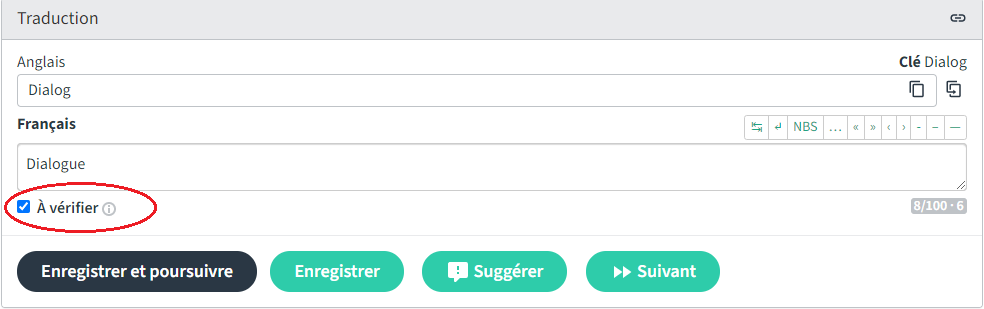 Traduction
Anglais
Clé Dialog
Dialog
Français
NBS … « » ‹ › - – —
Dialogue
À vérifier
8/100 · 6
Enregistrer et poursuivre
Enregistrer
Suggérer
Suivant